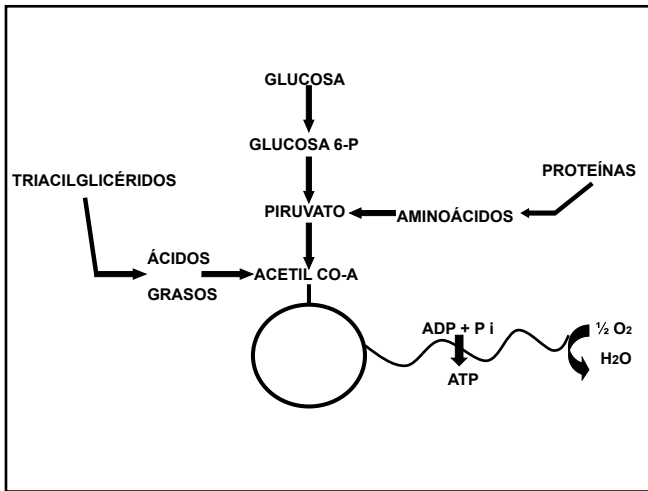 GLUCOSA
GLUCOSA 6-P
TRIACILGLICÉRIDOS
PROTEÍNAS
PIRUVATO
AMINOÁCIDOS
ÁCIDOS
GRASOS
ACETIL CO-A
ADP + P i
½ O2
H2O
ATP